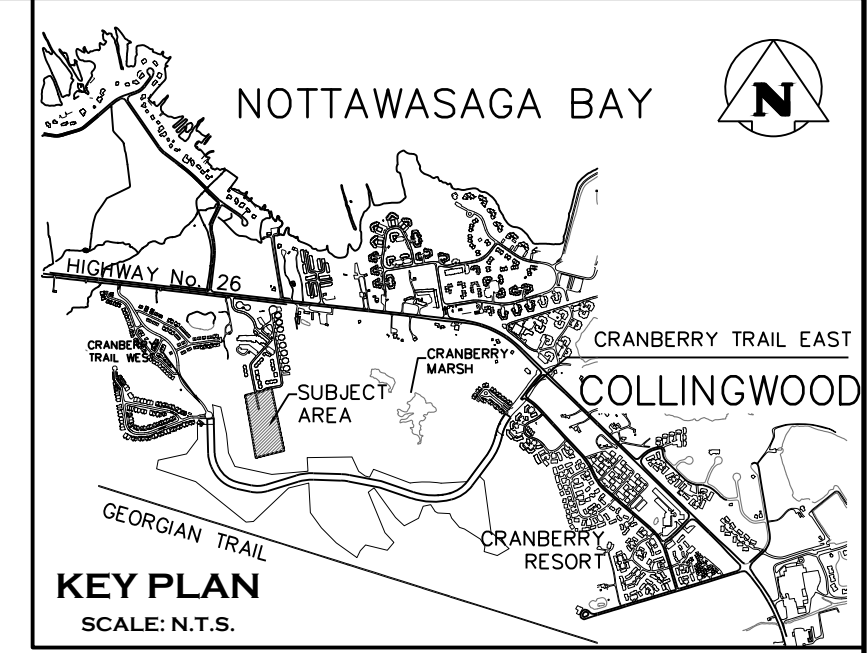 NOTTAWASAGA BAY
N
HIGHWAY No. 26
CRANBERRY TRAIL EAST
CRANBERRY
TRAIL WEST
CRANBERRY
MARSH
COLLINGWOOD
SUBJECT
AREA
GEORGIAN TRAIL
CRANBERRY
RESORT
KEY PLAN
SCALE: N.T.S.